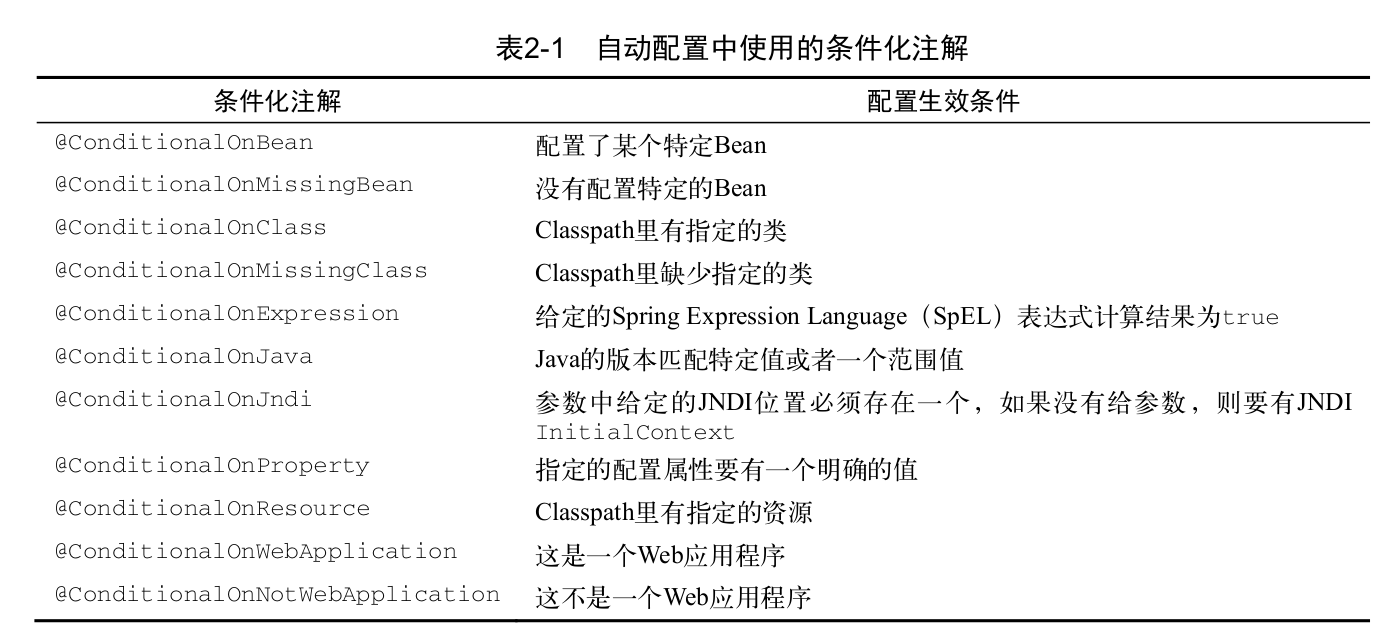 表2-1 自动配置中使用的条件化注解
条件化注解 配置生效条件
@ConditionalOnBean 配置了某个特定Bean
@ConditionalOnMissingBean 没有配置特定的Bean
@ConditionalOnClass Classpath里有指定的类
@ConditionalOnMissingClass Classpath里缺少指定的类
@ConditionalOnExpression 给定的Spring Expression Language（SpEL）表达式计算结果为true
@ConditionalOnJava Java的版本匹配特定值或者一个范围值
@ConditionalOnJndi 参数中给定的JNDI位置必须存在一个，如果没有给参数，则要有JNDI
InitialContext
@ConditionalOnProperty 指定的配置属性要有一个明确的值
@ConditionalOnResource Classpath里有指定的资源
@ConditionalOnWebApplication 这是一个Web应用程序
@ConditionalOnNotWebApplication 这不是一个Web应用程序